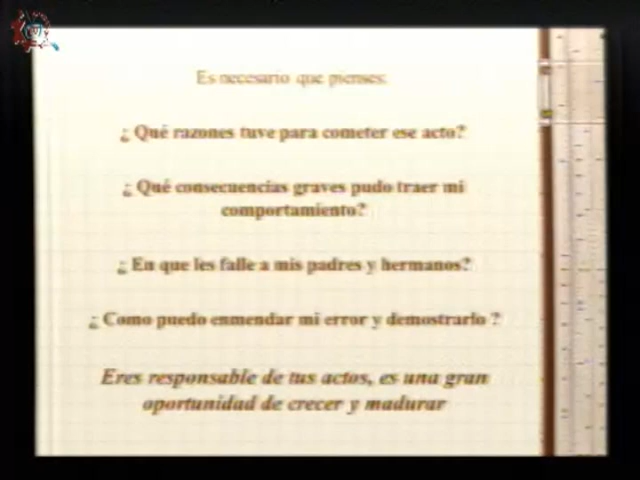 Es necesario que pienses:
¿ Qué razones tuve para cometer ese acto?
¿ Qué consecuencias graves pudo traer mi
comportamiento?
¿ En que les falle a mis padres y hermanos?
¿ Como puedo enmendar mi error y demostrarlo ?
Eres responsable de tus actos, es una gran
oportunidad de crecer y madurar